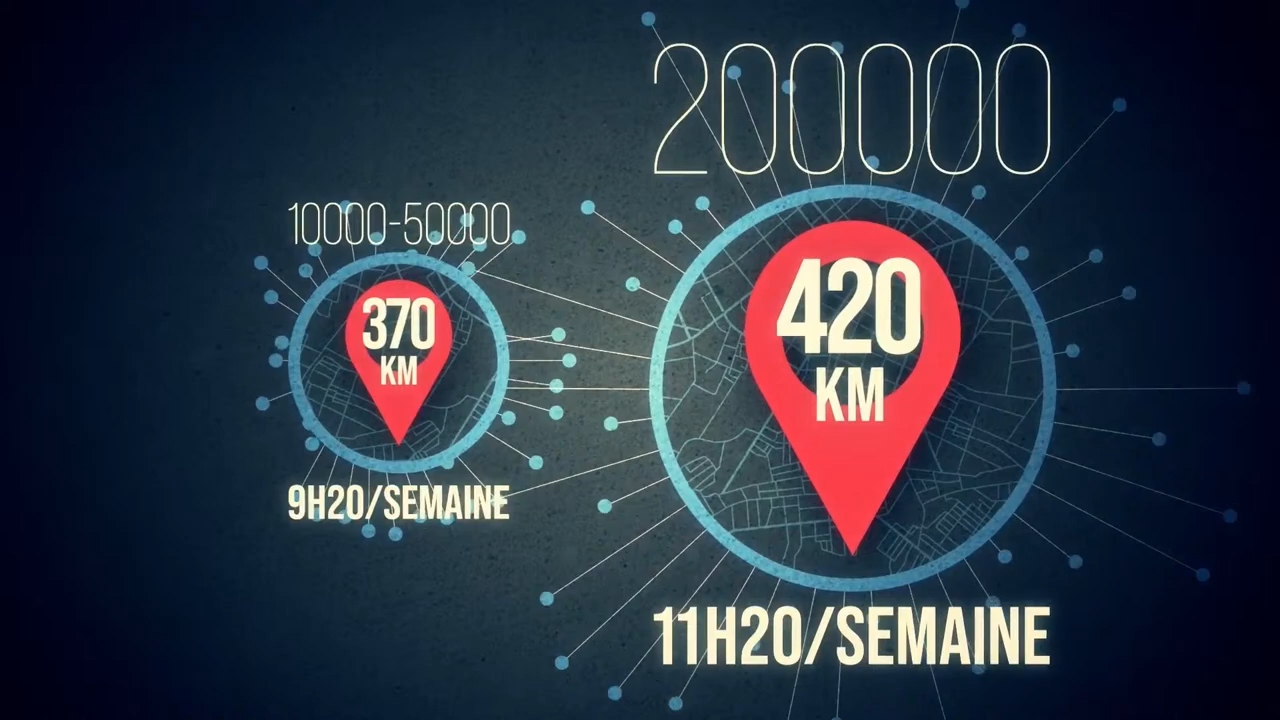 10000-50000
370
KM
9H20/SEMAINE
200000
420
KM
11H20/SEMAINE